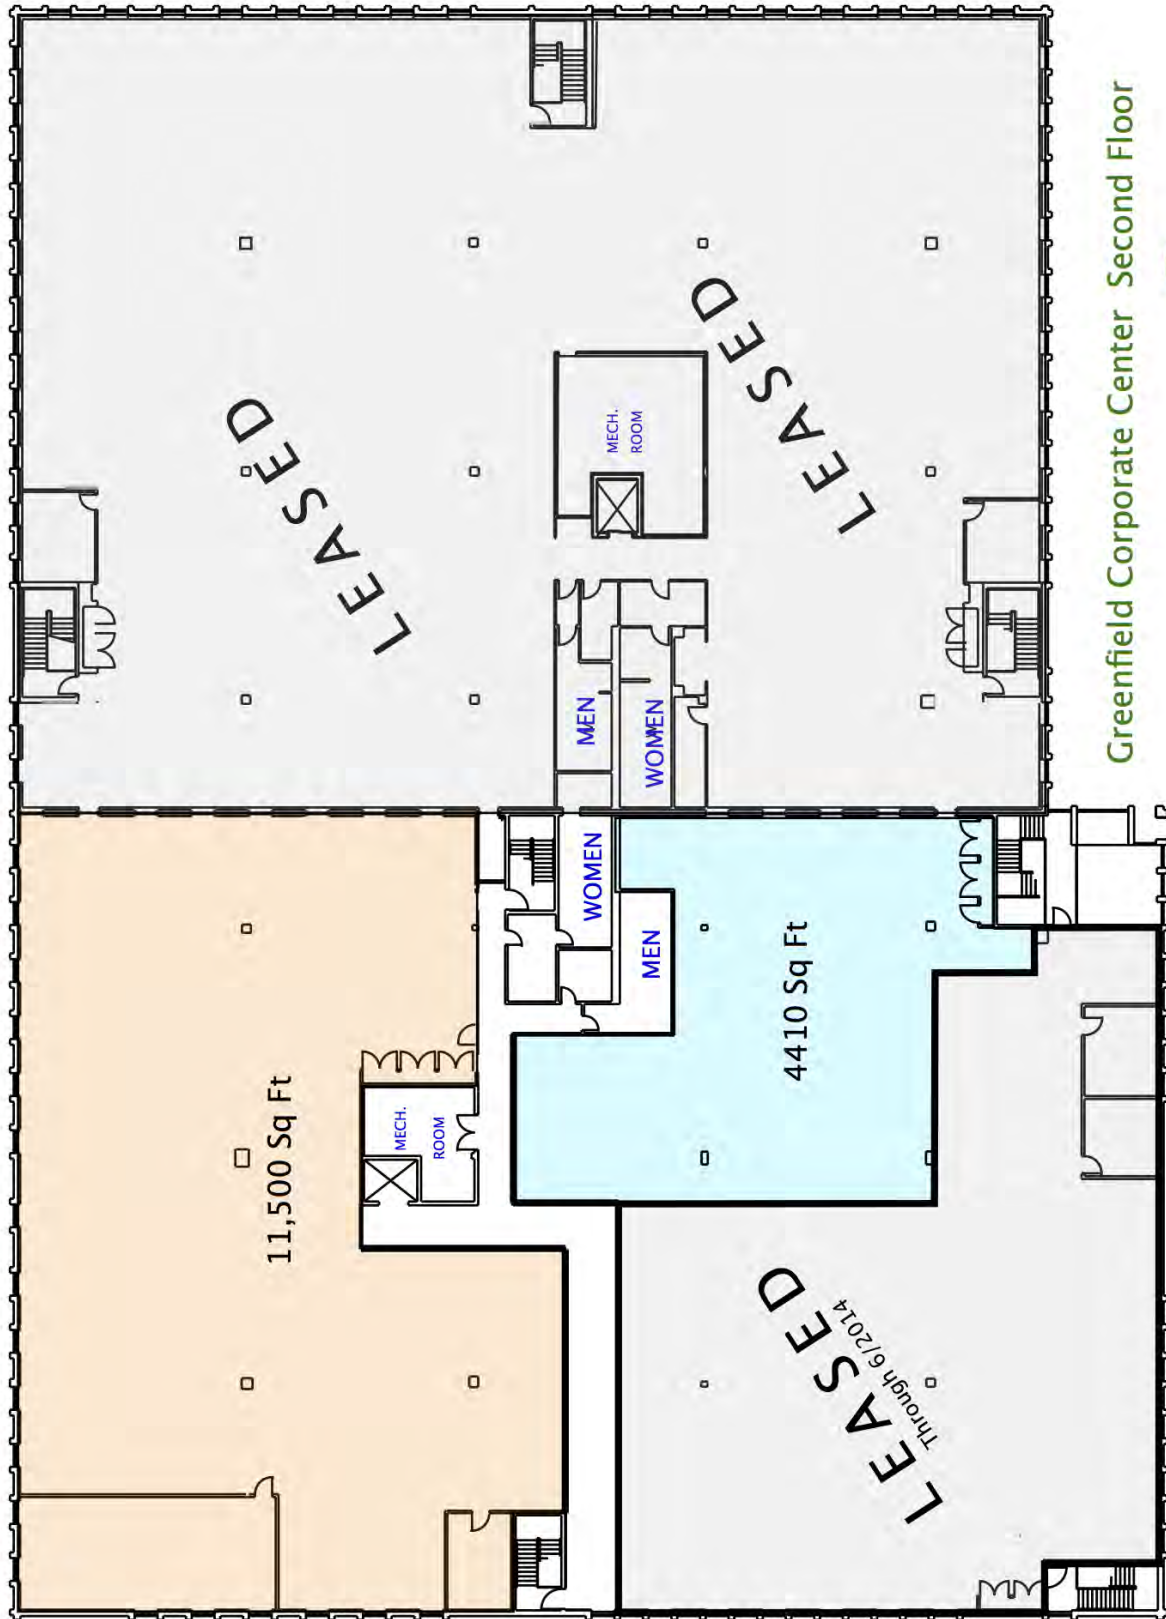 LEASED
LEASED
MECH.
ROOM
MEN
WOMEN
Greenfield Corporate Center Second Floor
WOMEN
MEN
4410 Sq Ft
11,500 Sq Ft
MECH.
ROOM
LEASED
Through 6/2014